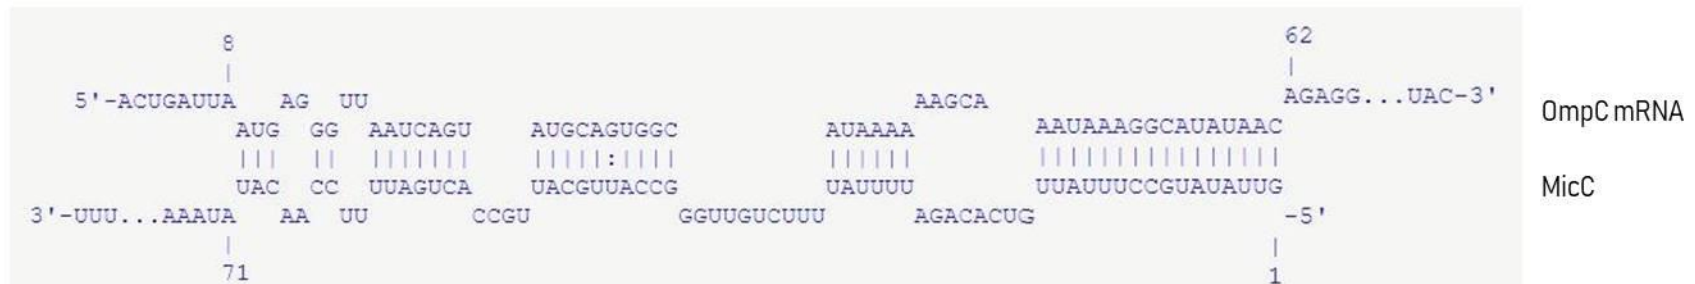 8 62
| |
5'-ACUGAUUA AG UU AAGCA AGAGG...UAC-3'
AUG GG AAUCAGU AUGCAGUGGC AUAAAA AAUAAAGGCAUAUAAC OmpC mRNA
||| || ||||||| |||||:|||| |||||| ||||||||||||||||
UAC CC UUAGUCA UACGUUACCG UAUUUU UUAUUUCCGUAUAUUG MicC
3'-UUU...AAAUA AA UU CCGU GGUUGUCUUU AGACACUG -5'
| |
71 1